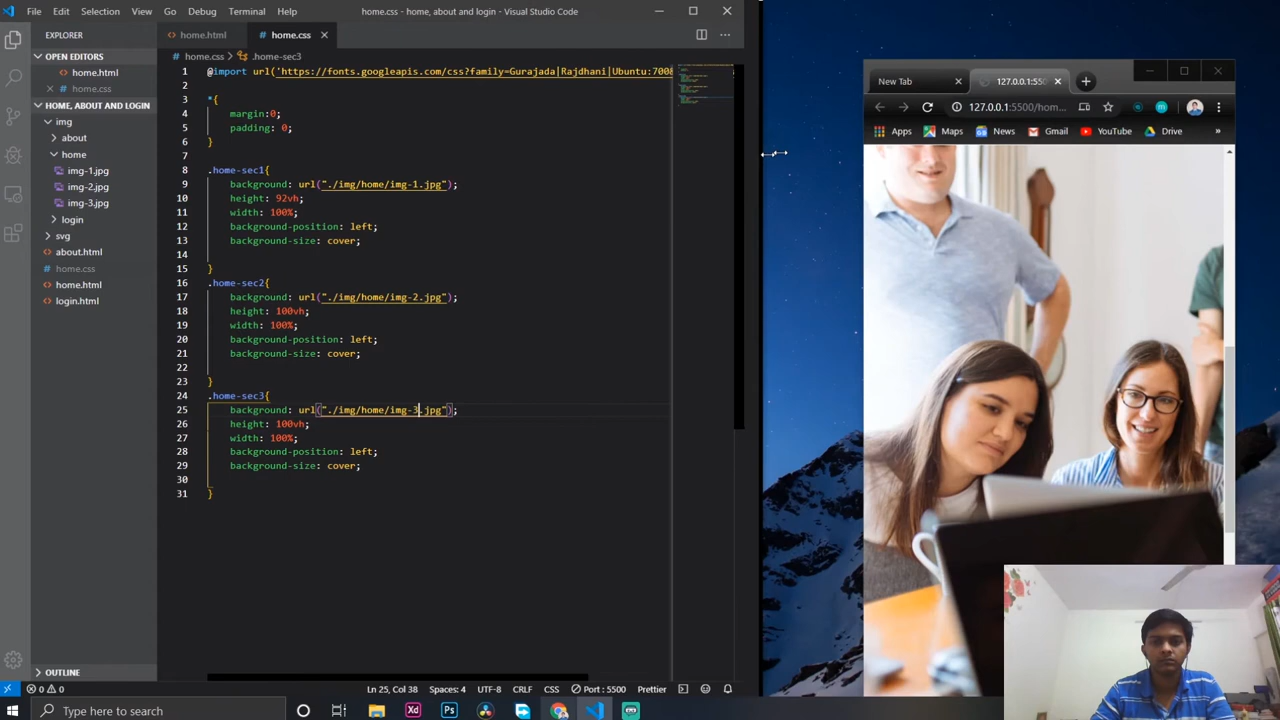 File Edit Selection View Go Debug Terminal Help home.css - home, about and login - Visual Studio Code
EXPLORER
OPEN EDITORS
home.html
home.css
HOME, ABOUT AND LOGIN
img
about
home
img-1.jpg
img-2.jpg
img-3.jpg
login
svg
about.html
home.css
home.html
login.html
OUTLINE
home.html home.css
home.css > .home-sec3
1 @import url('https://fonts.googleapis.com/css?family=Gurajada|Rajdhani|Ubuntu:700&
2
3 *{
4 margin:0;
5 padding: 0;
6 }
7
8 .home-sec1{
9 background: url("./img/home/img-1.jpg");
10 height: 92vh;
11 width: 100%;
12 background-position: left;
13 background-size: cover;
14
15 }
16 .home-sec2{
17 background: url("./img/home/img-2.jpg");
18 height: 100vh;
19 width: 100%;
20 background-position: left;
21 background-size: cover;
22
23 }
24 .home-sec3{
25 background: url("./img/home/img-3.jpg");
26 height: 100vh;
27 width: 100%;
28 background-position: left;
29 background-size: cover;
30
31 }
0 0 Ln 25, Col 38 Spaces: 4 UTF-8 CRLF CSS Port : 5500 Prettier
Type here to search
Xd Ps
New Tab 127.0.0.1:550
127.0.0.1:5500/hom...
Apps Maps News Gmail YouTube Drive »